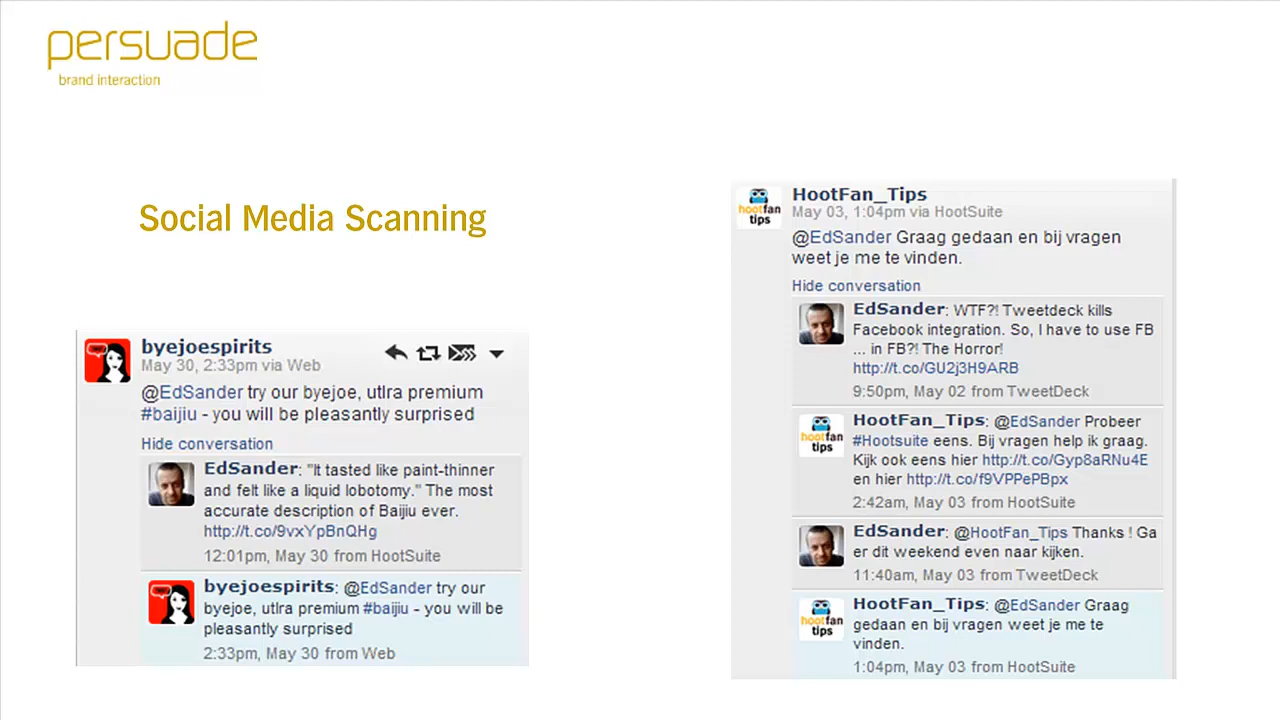 persuade
brand interaction
Social Media Scanning
byejoespirits
May 30, 2:33pm via Web
@EdSander try our byejoe, utlra premium
#baijiu - you will be pleasantly surprised
Hide conversation
EdSander: "It tasted like paint-thinner
and felt like a liquid lobotomy." The most
accurate description of Baijiu ever.
http://t.co/9vxYpBnQHg
12:01pm, May 30 from HootSuite
byejoespirits: @EdSander try our
byejoe, utlra premium #baijiu - you will be
pleasantly surprised
2:33pm, May 30 from Web
hootfan
tips
HootFan_Tips
May 03, 1:04pm via HootSuite
@EdSander Graag gedaan en bij vragen
weet je me te vinden.
Hide conversation
EdSander: WTF?! Tweetdeck kills
Facebook integration. So, I have to use FB
... in FB?! The Horror!
http://t.co/GU2j3H9ARB
9:50pm, May 02 from TweetDeck
hootfan
tips
HootFan_Tips: @EdSander Probeer
#Hootsuite eens. Bij vragen help ik graag.
Kijk ook eens hier http://t.co/Gyp8aRNu4E
en hier http://t.co/f9VPPePBpx
2:42am, May 03 from HootSuite
EdSander: @HootFan_Tips Thanks ! Ga
er dit weekend even naar kijken.
11:40am, May 03 from TweetDeck
hootfan
tips
HootFan_Tips: @EdSander Graag
gedaan en bij vragen weet je me te
vinden.
1:04pm, May 03 from HootSuite